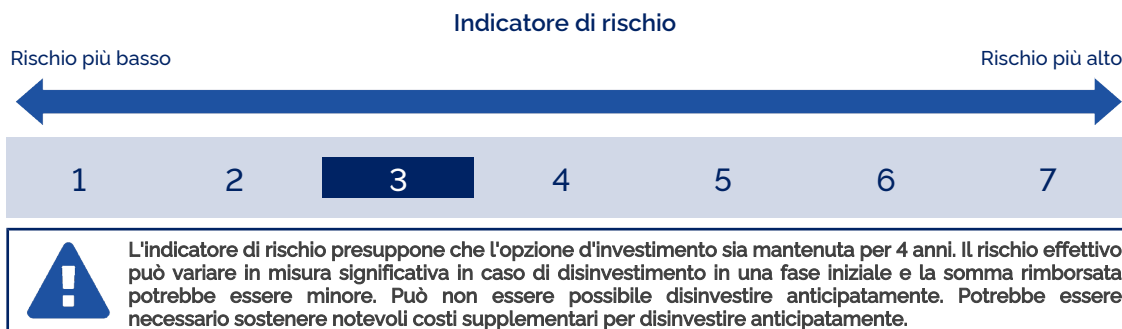 Indicatore di rischio
Rischio più basso
Rischio più alto
1 2 3 4 5 6 7
L'indicatore di rischio presuppone che l'opzione d'investimento sia mantenuta per 4 anni. Il rischio effettivo
può variare in misura significativa in caso di disinvestimento in una fase iniziale e la somma rimborsata
potrebbe essere minore. Può non essere possibile disinvestire anticipatamente. Potrebbe essere
necessario sostenere notevoli costi supplementari per disinvestire anticipatamente.